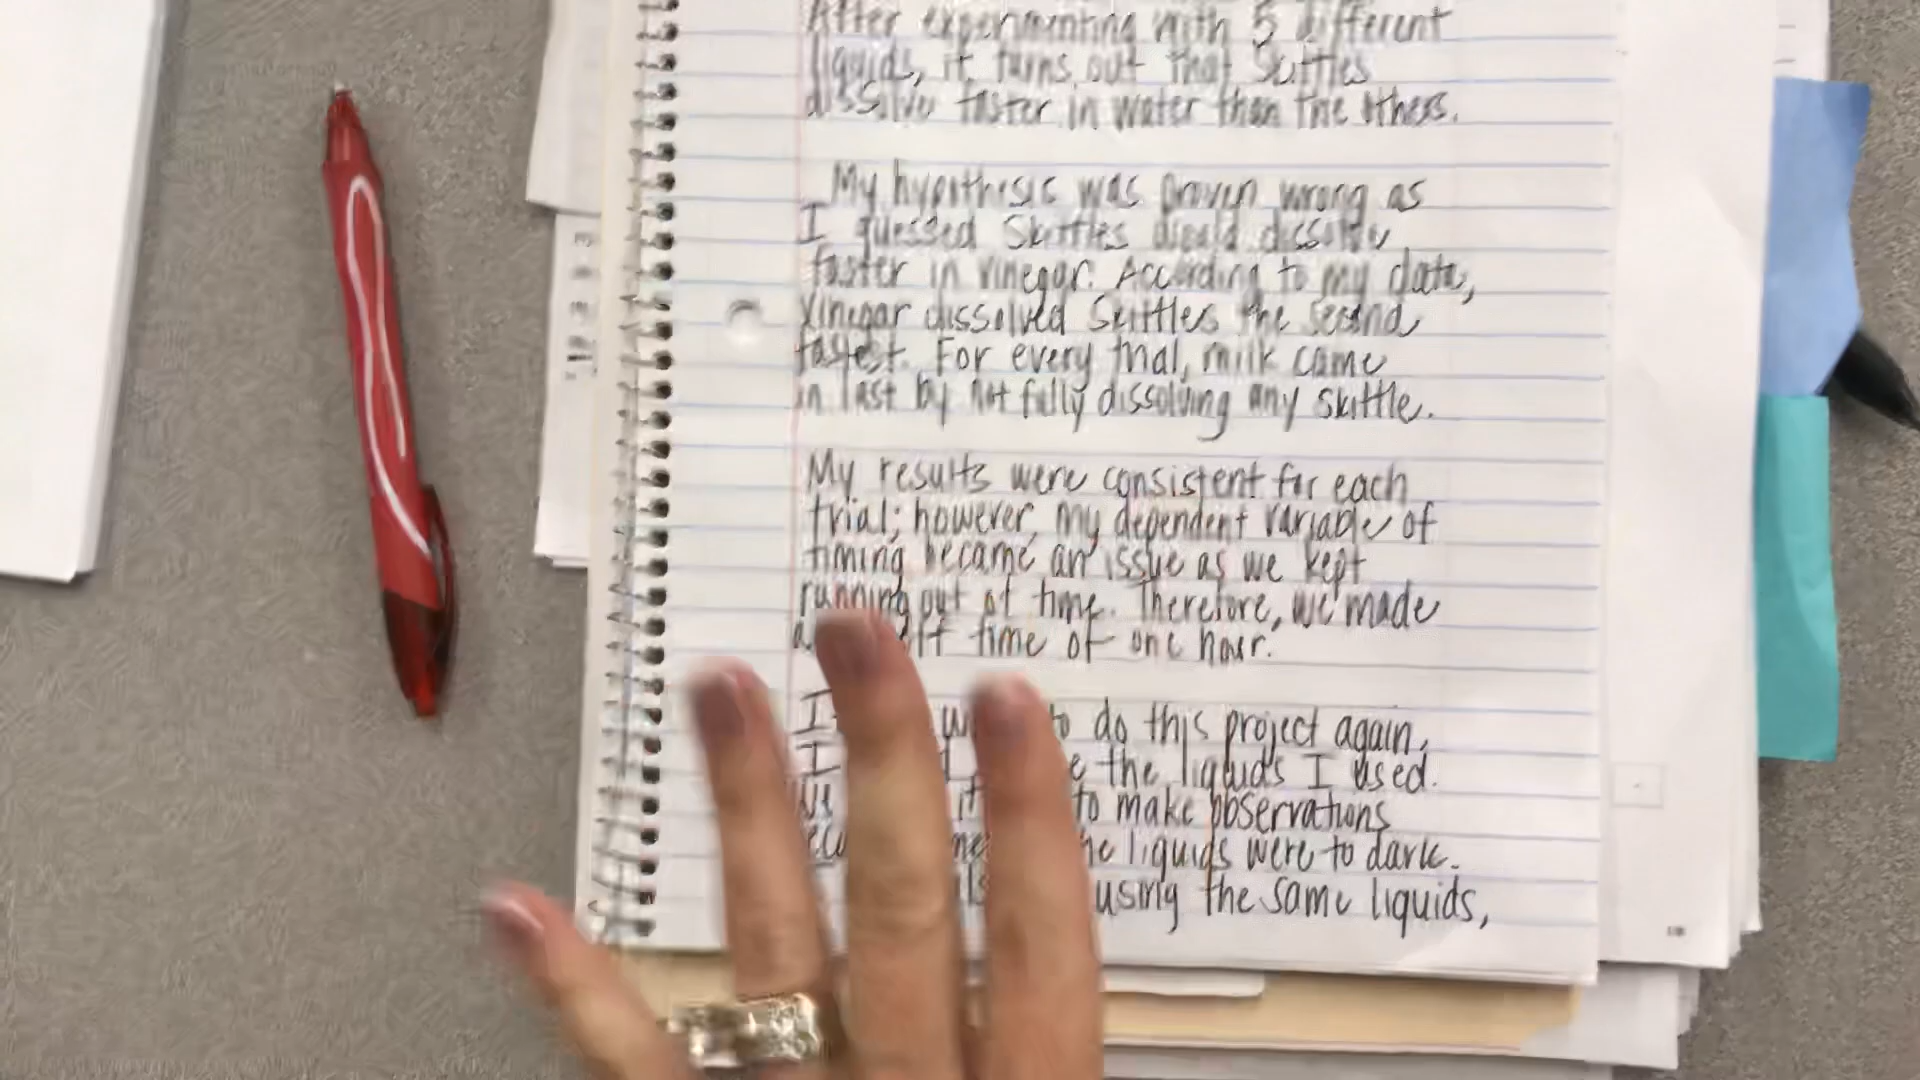 After experimenting with 5 different
liquids, it turns out that Skittles
dissolve faster in water than the others.
My hypothesis was proven wrong as
I guessed Skittles would dissolve
faster in vinegar. According to my data,
Vinegar dissolved Skittles the second
fastest. For every trial, milk came
in last by not fully dissolving any skittle.
My results were consistent for each
trial; however, my dependent variable of
timing became an issue as we kept
running out of time. Therefore, we made
time of one hour.
to do this project again,
I the liquids I used.
it to make observations
liquids were to dark.
using the same liquids,